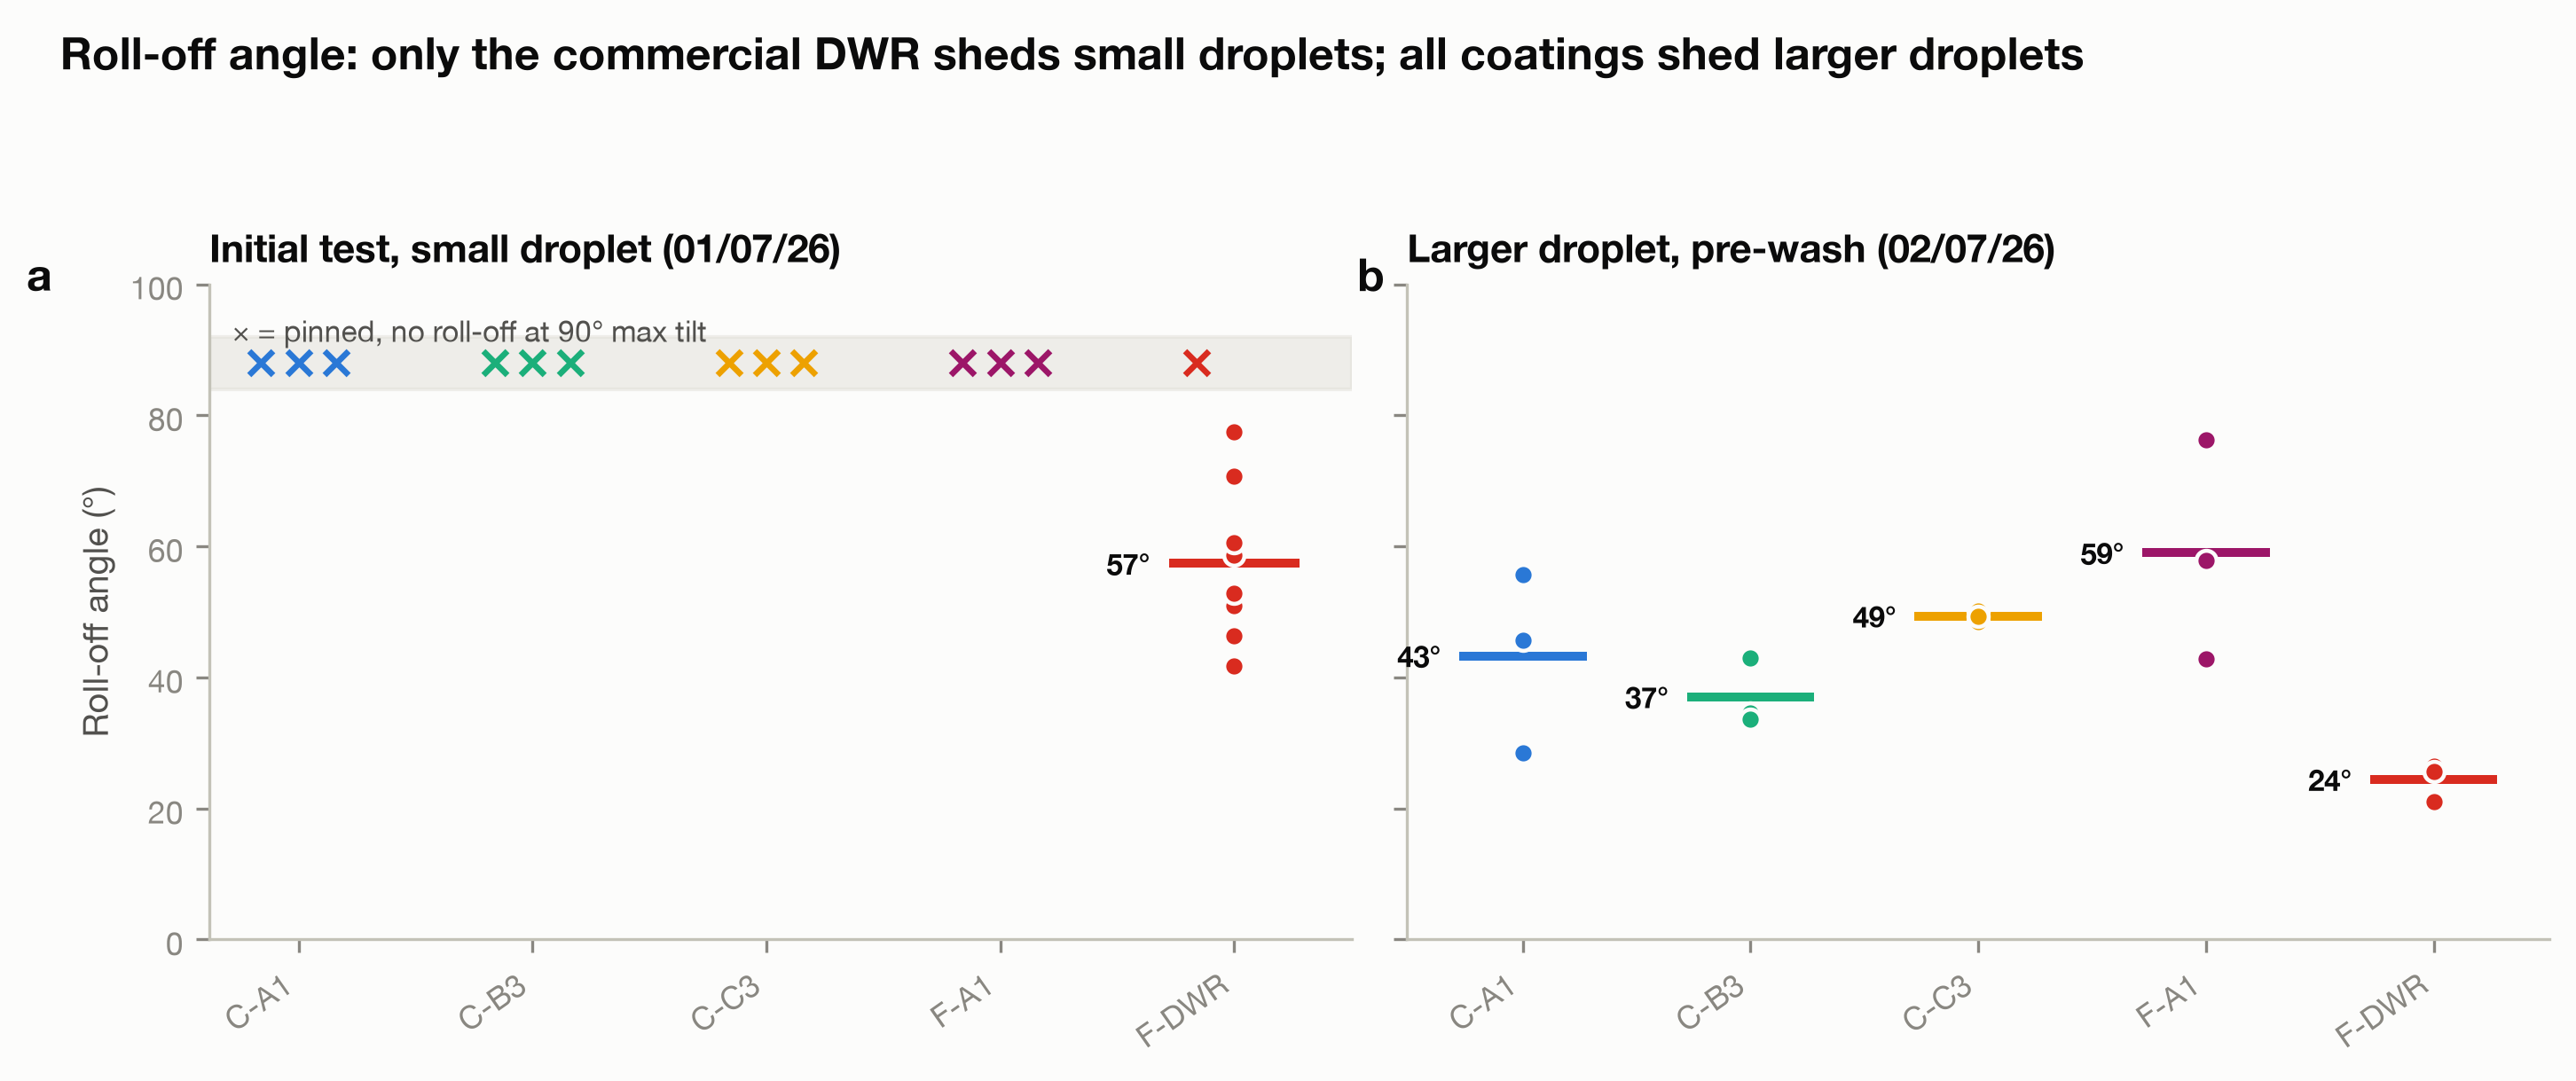 Roll-off angle: only the commercial DWR sheds small droplets; all coatings shed larger droplets
a
Initial test, small droplet (01/07/26)
× = pinned, no roll-off at 90° max tilt
Roll-off angle (°)
100
80
60
40
20
0
57°
C-A1
C-B3
C-C3
F-A1
F-DWR
b
Larger droplet, pre-wash (02/07/26)
43°
37°
49°
59°
24°
C-A1
C-B3
C-C3
F-A1
F-DWR